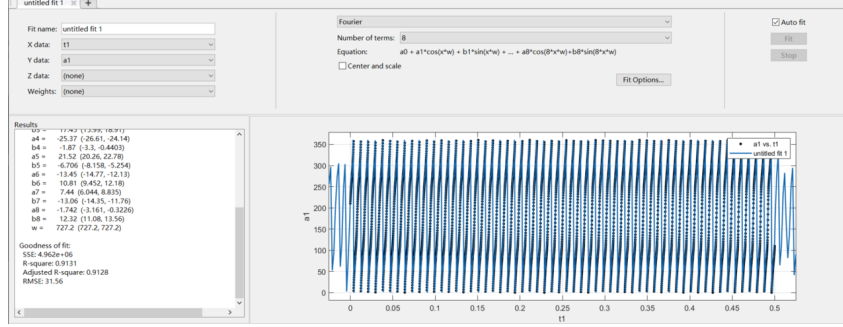 untitled fit 1
Fit name: untitled fit 1
X data: t1
Y data: a1
Z data: (none)
Weights: (none)
Fourier
Number of terms: 8
Equation: a0 + a1*cos(x*w) + b1*sin(x*w) + ... + a8*cos(8*x*w)+b8*sin(8*x*w)
Center and scale
Fit Options...
Auto fit
Fit
Stop
Results
a4 = -25.37 (-26.61, -24.14)
b4 = -1.87 (-3.3, -0.4403)
a5 = 21.52 (20.26, 22.78)
b5 = -6.706 (-8.158, -5.254)
a6 = -13.45 (-14.77, -12.13)
b6 = 10.81 (9.452, 12.18)
a7 = 7.44 (6.044, 8.835)
b7 = -13.06 (-14.35, -11.76)
a8 = -1.742 (-3.161, -0.3226)
b8 = 12.32 (11.08, 13.56)
w = 727.2 (727.2, 727.2)
Goodness of fit:
SSE: 4.962e+06
R-square: 0.9131
Adjusted R-square: 0.9128
RMSE: 31.56
a1 vs. t1
untitled fit 1
350
300
250
200
150
100
50
0
a1
0 0.05 0.1 0.15 0.2 0.25 0.3 0.35 0.4 0.45 0.5
t1